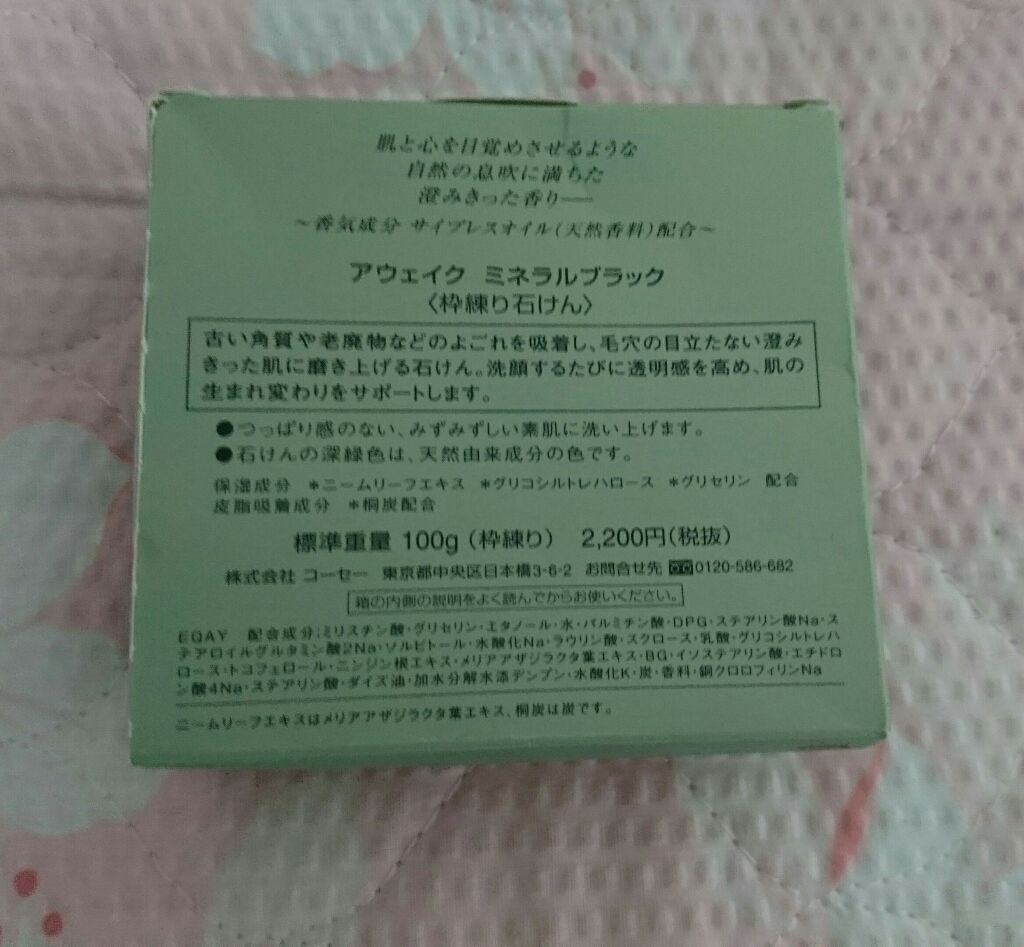 肌と心を目覚めさせるような
自然の息吹に満ちた
澄みきった香り──
～香気成分 サイプレスオイル(天然香料)配合～
アウェイク ミネラルブラック
〈枠練り石けん〉
古い角質や老廃物などのよごれを吸着し、毛穴の目立たない澄み
きった肌に磨き上げる石けん。洗顔するたびに透明感を高め、肌の
生まれ変わりをサポートします。
●つっぱり感のない、みずみずしい素肌に洗い上げます。
●石けんの深緑色は、天然由来成分の色です。
保湿成分 *ニームリーフエキス *グリコシルトレハロース *グリセリン 配合
皮脂吸着成分 *桐炭配合
標準重量 100g (枠練り) 2,200円(税抜)
株式会社 コーセー 東京都中央区日本橋3-6-2 お問合せ先 0120-586-682
箱の内側の説明をよく読んでからお使いください。
EQAY 配合成分;ミリスチン酸・グリセリン・エタノール・水・パルミチン酸・DPG・ステアリン酸Na・ス
テアロイルグルタミン酸2Na・ソルビトール・水酸化Na・ラウリン酸・スクロース・乳酸・グリコシルトレハ
ロース・トコフェロール・ニンジン根エキス・メリアアザジラクタ葉エキス・BG・イソステアリン酸・エチドロ
ン酸4Na・ステアリン酸・ダイズ油・加水分解水添デンプン・水酸化K・炭・香料・銅クロロフィリンNa
ニームリーフエキスはメリアアザジラクタ葉エキス、桐炭は炭です。